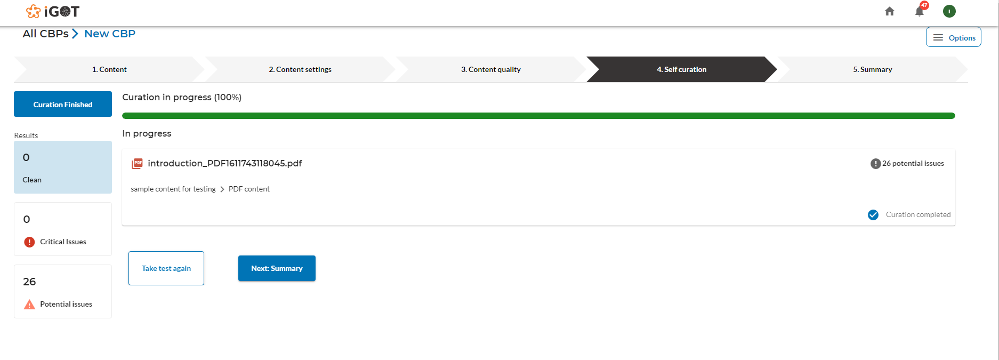 iGOT
47
I
All CBPs New CBP
Options
1. Content
2. Content settings
3. Content quality
4. Self curation
5. Summary
Curation Finished
Results
0
Clean
0
Critical Issues
26
Potential issues
Curation in progress (100%)
In progress
PDF
introduction_PDF1611743118045.pdf
26 potential issues
sample content for testing PDF content
Curation completed
Take test again
Next: Summary